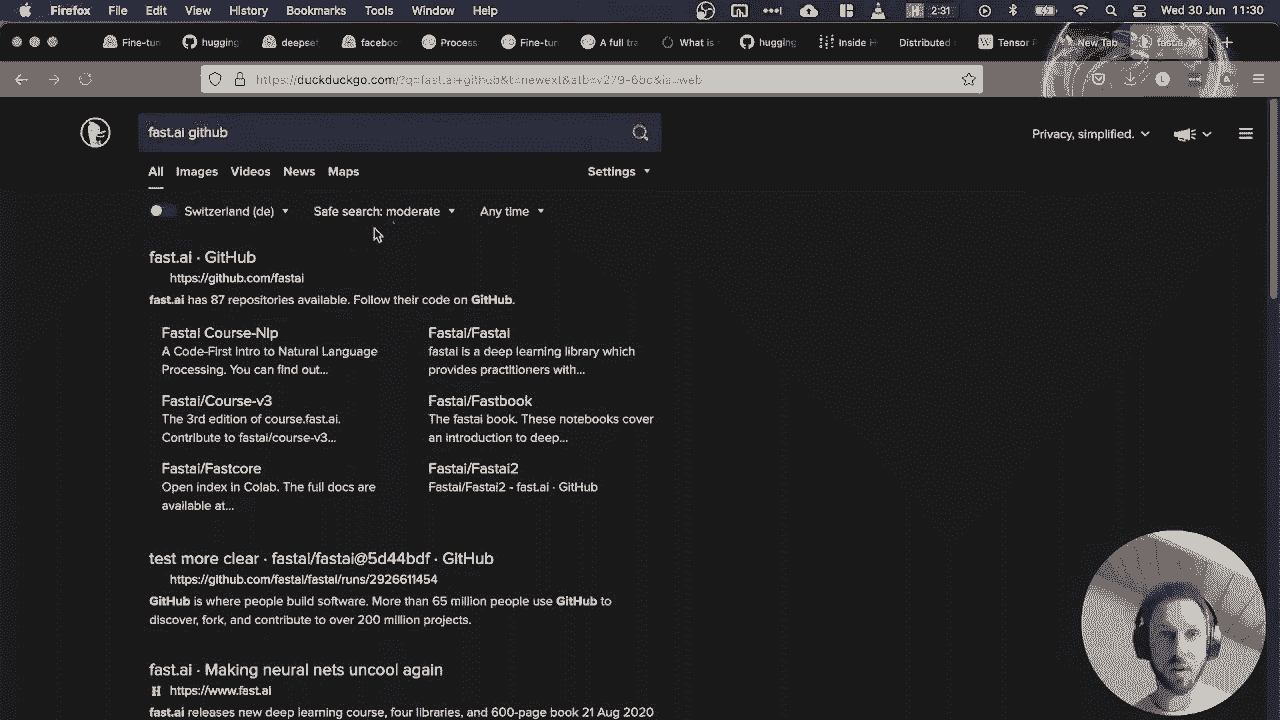 Firefox File Edit View History Bookmarks Tools Window Help 2:31 Wed 30 Jun 11:30
Fine-tun hugging deepset facebook Process Fine-tun A full tra What is hugging Inside H Distributed Tensor P New Tab fast.ai
https://duckduckgo.com/?q=fast.ai+github&t=newext&atb=v279-6bc&ia=web
fast.ai github
Privacy, simplified.
All Images Videos News Maps Settings
Switzerland (de) Safe search: moderate Any time
fast.ai · GitHub
https://github.com/fastai
fast.ai has 87 repositories available. Follow their code on GitHub.
Fastai Course-Nlp
A Code-First Intro to Natural Language
Processing. You can find out...
Fastai/Fastai
fastai is a deep learning library which
provides practitioners with...
Fastai/Course-v3
The 3rd edition of course.fast.ai.
Contribute to fastai/course-v3...
Fastai/Fastbook
The fastai book. These notebooks cover
an introduction to deep...
Fastai/Fastcore
Open index in Colab. The full docs are
available at...
Fastai/Fastai2
Fastai/Fastai2 - fast.ai · GitHub
test more clear · fastai/fastai@5d44bdf · GitHub
https://github.com/fastai/fastai/runs/2926611454
GitHub is where people build software. More than 65 million people use GitHub to
discover, fork, and contribute to over 200 million projects.
fast.ai · Making neural nets uncool again
H https://www.fast.ai
fast.ai releases new deep learning course, four libraries, and 600-page book 21 Aug 2020